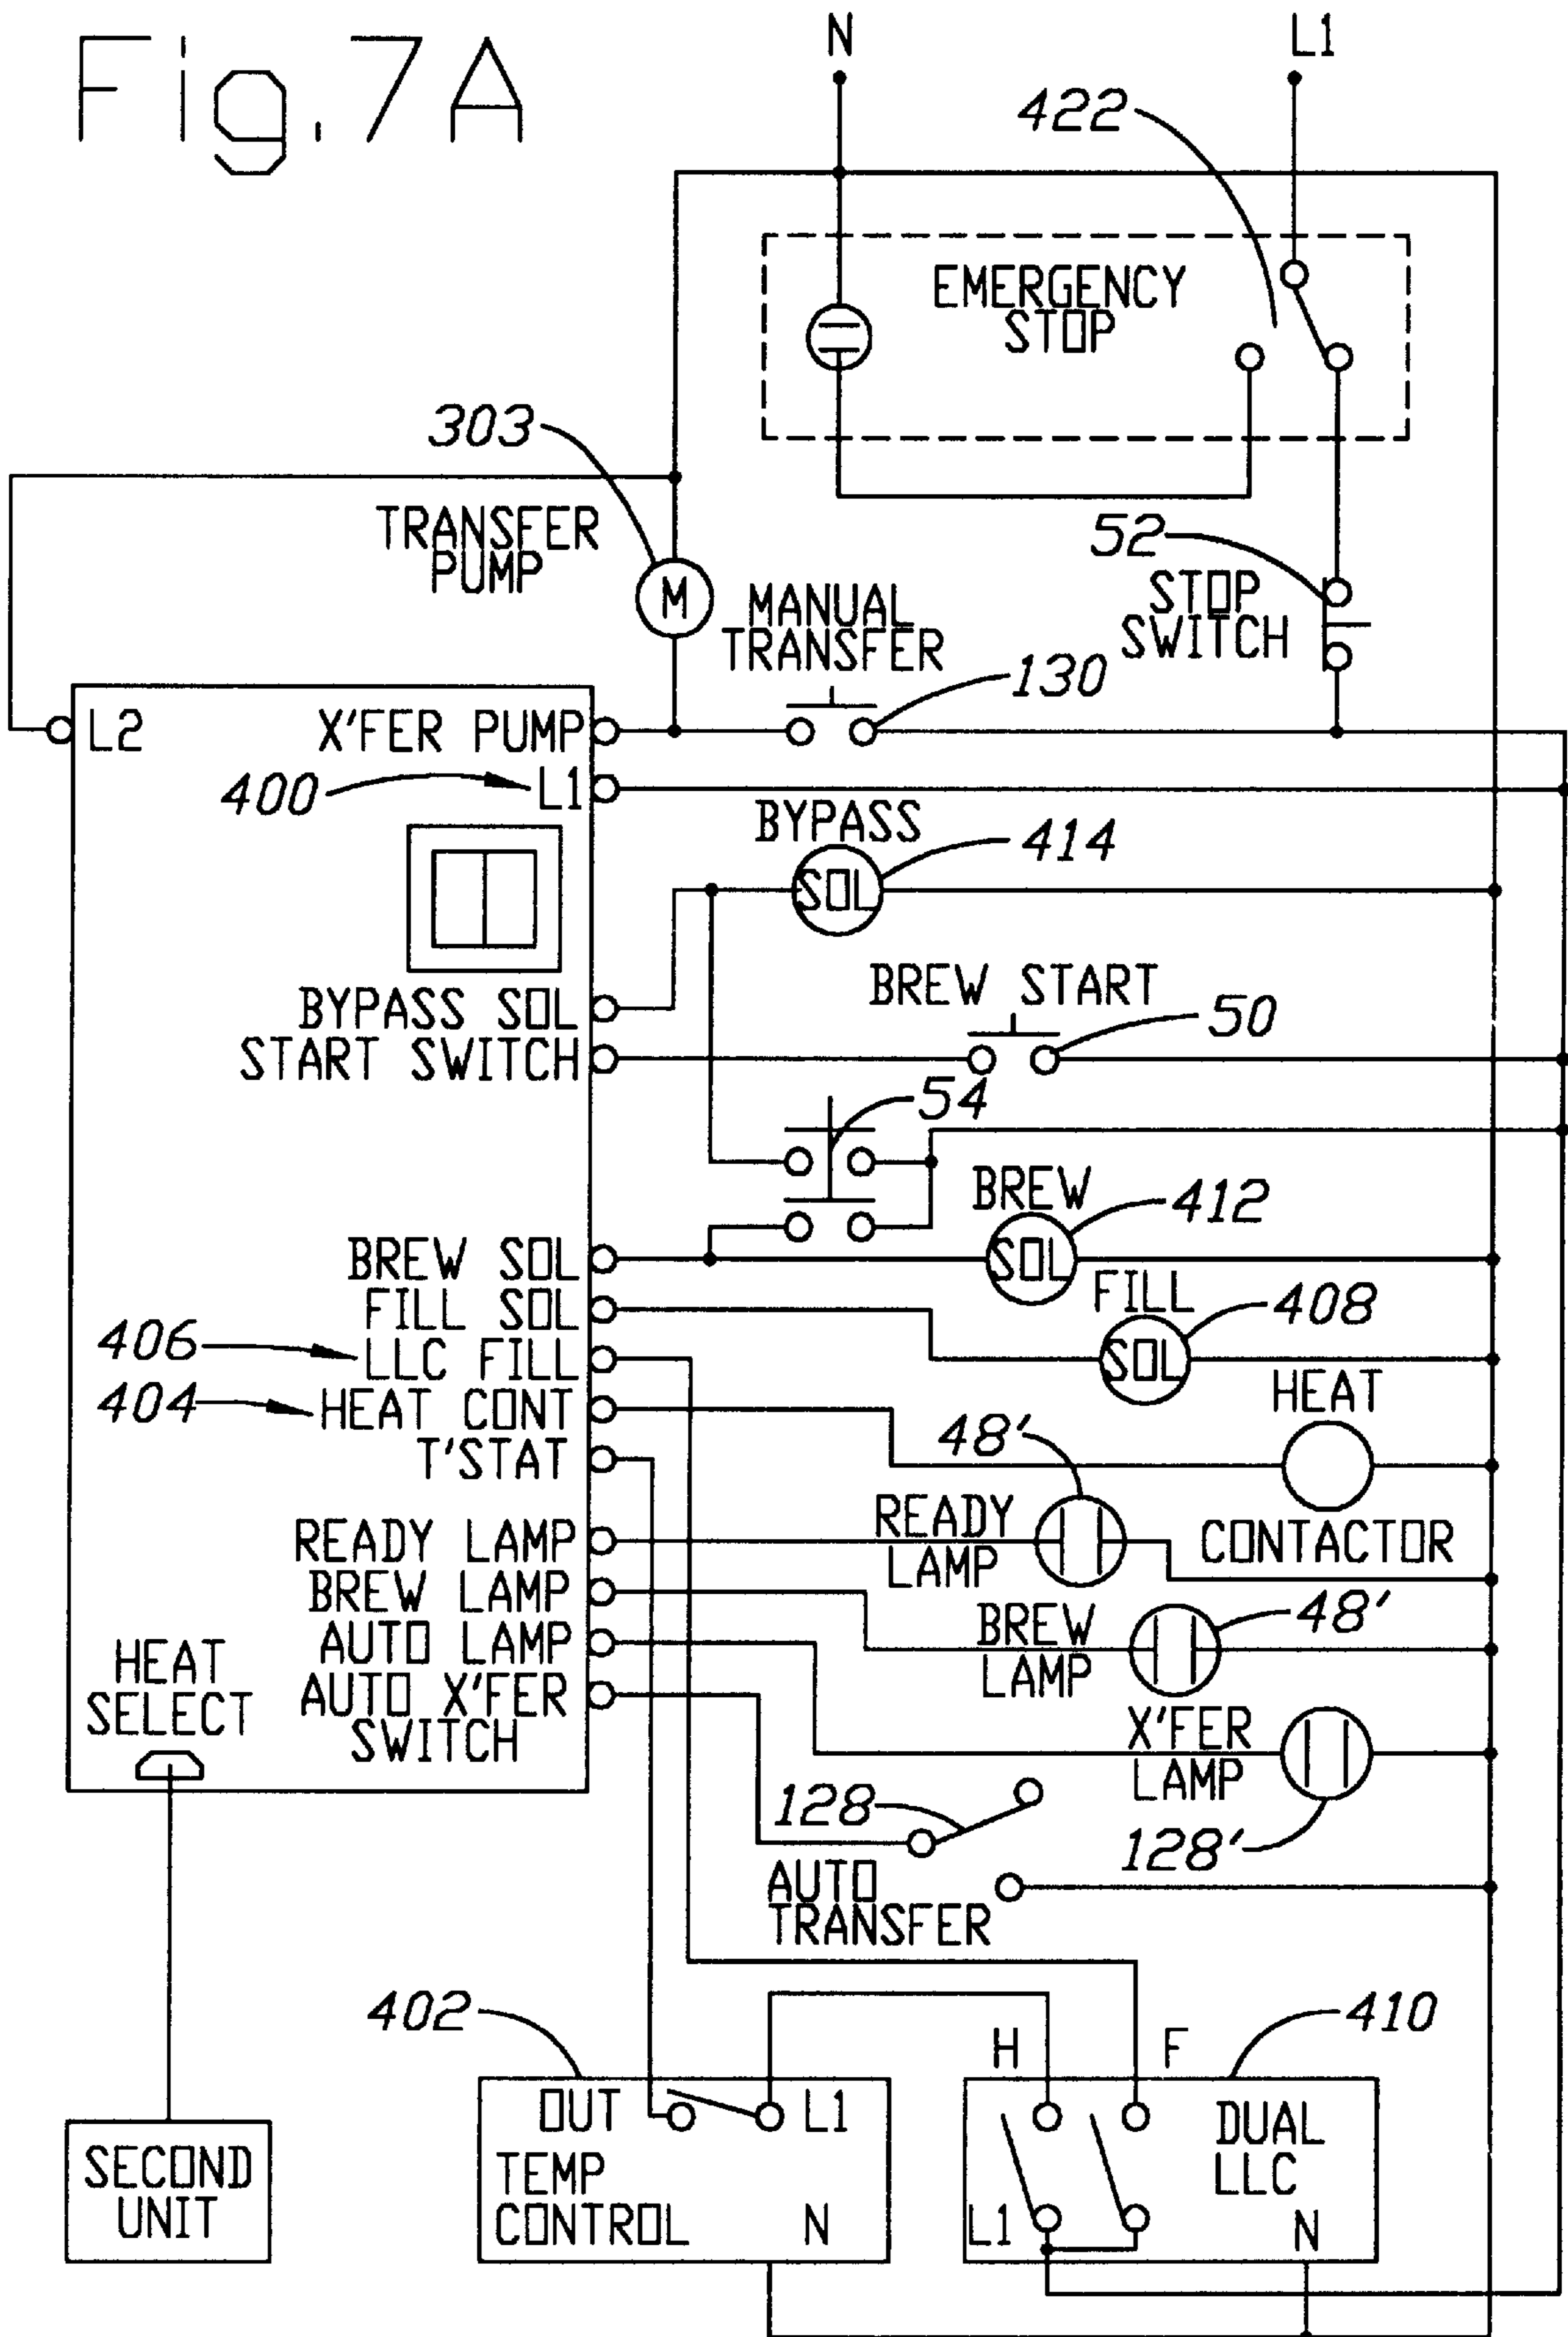 Fig. 7A
N
L1
422
EMERGENCY
STOP
303
TRANSFER
PUMP
M
MANUAL
TRANSFER
52
STOP
SWITCH
130
L2
X'FER PUMP
400
L1
BYPASS
414
SOL
BREW START
BYPASS SOL
50
START SWITCH
54
BREW
412
BREW SOL
SOL
FILL SOL
FILL
408
406
LLC FILL
SOL
404
HEAT CONT
HEAT
T'STAT
48'
READY LAMP
READY
LAMP
CONTACTOR
BREW LAMP
BREW
LAMP
48'
AUTO LAMP
HEAT
SELECT
AUTO X'FER
SWITCH
X'FER
LAMP
128
128'
AUTO
TRANSFER
402
410
H
F
OUT
L1
DUAL
LLC
SECOND
UNIT
TEMP
CONTROL
N
L1
N